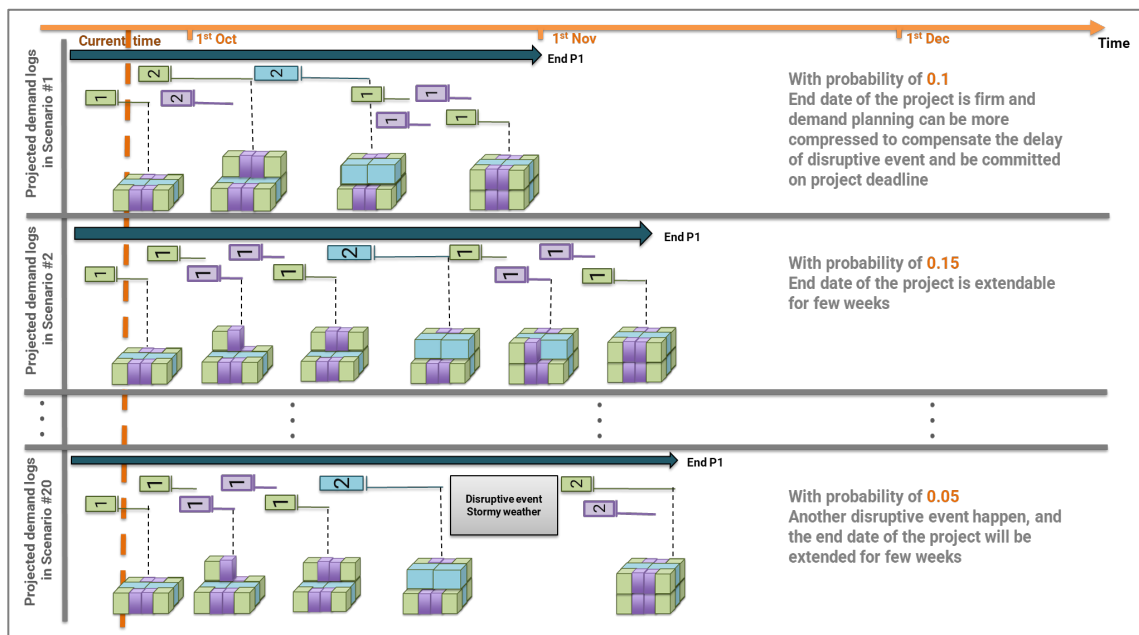 Current time
1st Oct
1st Nov
1st Dec
Time
Projected demand logs
in Scenario #1
End P1
2
2
1
2
1
1
1
1
With probability of 0.1
End date of the project is firm and
demand planning can be more
compressed to compensate the delay
of disruptive event and be committed
on project deadline
Projected demand logs
in Scenario #2
End P1
1
1
2
1
1
1
1
1
1
1
With probability of 0.15
End date of the project is extendable
for few weeks
Projected demand logs
in Scenario #20
End P1
1
1
2
2
1
1
1
2
Disruptive event
Stormy weather
With probability of 0.05
Another disruptive event happen, and
the end date of the project will be
extended for few weeks